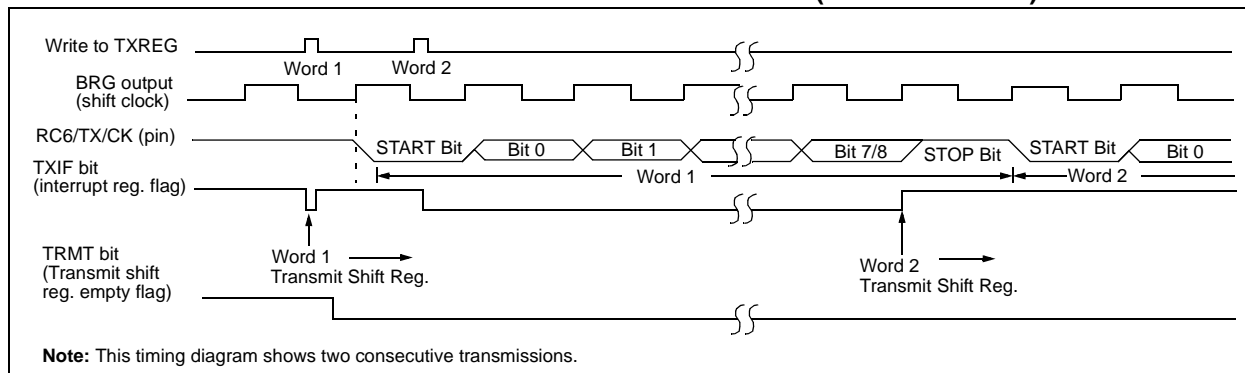 Write to TXREG
Word 1
Word 2
BRG output
(shift clock)
RC6/TX/CK (pin)
START Bit
Bit 0
Bit 1
Bit 7/8
STOP Bit
START Bit
Bit 0
TXIF bit
(interrupt reg. flag)
Word 1
Word 2
TRMT bit
(Transmit shift
reg. empty flag)
Word 1
Transmit Shift Reg.
Word 2
Transmit Shift Reg.
Note: This timing diagram shows two consecutive transmissions.